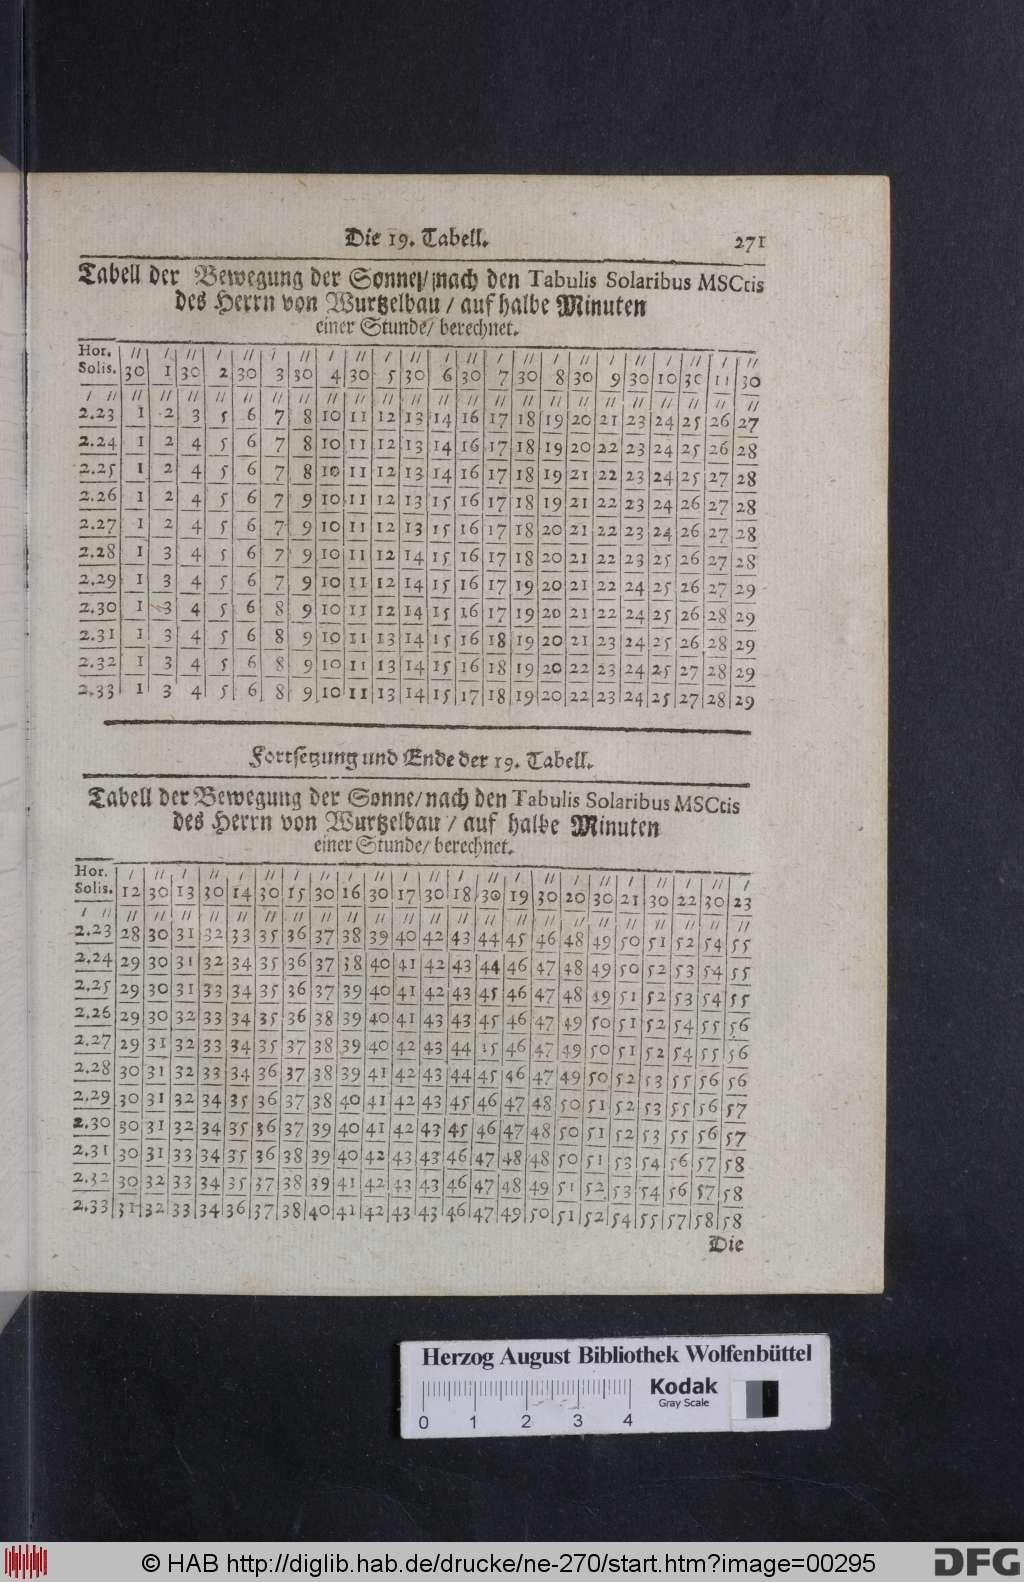 Die 19. Tabell. 271
Tabell der Bewegung der Sonne/ nach den Tabulis Solaribus MSCtis
des Herrn von Wurtzelbau / auf halbe Minuten
einer Stunde/ berechnet.
Hor. // / // / // / // / // / // / // / // / // / // / // / //
Solis. 30 1 30 2 30 3 30 4 30 5 30 6 30 7 30 8 30 9 30 10 30 11 30
/ // // // // // // // // // // // // // // // // // // // // // // // //
2.23 1 2 3 5 6 7 8 10 11 12 13 14 16 17 18 19 20 21 23 24 25 26 27
2.24 1 2 4 5 6 7 8 10 11 12 13 14 16 17 18 19 20 22 23 24 25 26 28
2.25 1 2 4 5 6 7 8 10 11 12 13 14 16 17 18 19 21 22 23 24 25 27 28
2.26 1 2 4 5 6 7 9 10 11 12 13 15 16 17 18 19 21 22 23 24 26 27 28
2.27 1 2 4 5 6 7 9 10 11 12 13 15 16 17 18 20 21 22 23 24 26 27 28
2.28 1 3 4 5 6 7 9 10 11 12 14 15 16 17 18 20 21 22 23 25 26 27 28
2.29 1 3 4 5 6 7 9 10 11 12 14 15 16 17 19 20 21 22 24 25 26 27 29
2.30 1 3 4 5 6 8 9 10 11 12 14 15 16 17 19 20 21 22 24 25 26 28 29
2.31 1 3 4 5 6 8 9 10 11 13 14 15 16 18 19 20 21 23 24 25 26 28 29
2.32 1 3 4 5 6 8 9 10 11 13 14 15 16 18 19 20 22 23 24 25 27 28 29
2.33 1 3 4 5 6 8 9 10 11 13 14 15 17 18 19 20 22 23 24 25 27 28 29
Fortsetzung und Ende der 19. Tabell.
Tabell der Bewegung der Sonne/ nach den Tabulis Solaribus MSCtis
des Herrn von Wurtzelbau / auf halbe Minuten
einer Stunde/ berechnet.
Hor. / // / // / // / // / // / // / // / // / // / // / // /
Solis. 12 30 13 30 14 30 15 30 16 30 17 30 18 30 19 30 20 30 21 30 22 30 23
/ // // // // // // // // // // // // // // // // // // // // // // // //
2.23 28 30 31 32 33 35 36 37 38 39 40 42 43 44 45 46 48 49 50 51 52 54 55
2.24 29 30 31 32 34 35 36 37 38 40 41 42 43 44 46 47 48 49 50 52 53 54 55
2.25 29 30 31 33 34 35 36 37 39 40 41 42 43 45 46 47 48 49 51 52 53 54 55
2.26 29 30 32 33 34 35 36 38 39 40 41 43 43 45 46 47 49 50 51 52 54 55 56
2.27 29 31 32 33 34 35 37 38 39 40 42 43 44 45 46 47 49 50 51 52 54 55 56
2.28 30 31 32 33 34 36 37 38 39 41 42 43 44 45 46 47 49 50 52 53 55 56 56
2.29 30 31 32 34 35 36 37 38 40 41 42 43 45 46 47 48 50 51 52 53 55 56 57
2.30 30 31 32 34 35 36 37 39 40 41 42 43 45 46 47 48 50 51 52 53 55 56 57
2.31 30 31 33 34 35 36 38 39 40 42 43 43 46 47 48 48 50 51 53 54 56 57 58
2.32 30 32 33 34 35 37 38 39 41 42 43 43 46 47 48 49 51 52 53 54 56 57 58
2.33 31 32 33 34 36 37 38 40 41 42 43 43 46 47 49 50 51 52 54 55 57 58 58
Die
Herzog August Bibliothek Wolfenbüttel
0 1 2 3 4
Kodak
Gray Scale
© HAB http://diglib.hab.de/drucke/ne-270/start.htm?image=00295
DFG